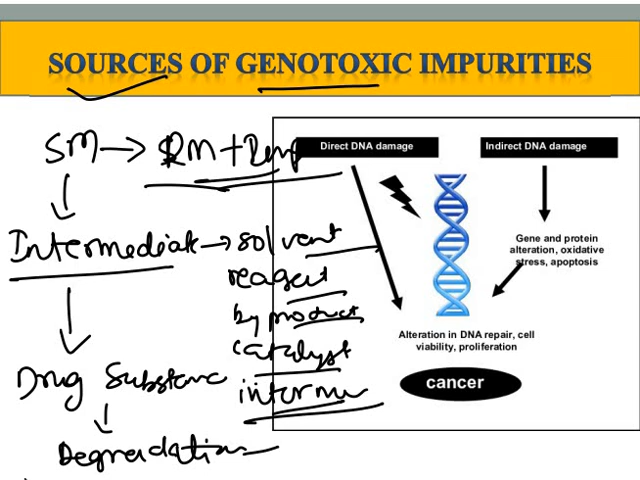 SOURCES OF GENOTOXIC IMPURITIES
SM → RM +
Direct DNA damage
Indirect DNA damage
Intermediate → solvent
reagent
by product
catalyst
Gene and protein
alteration, oxidative
stress, apoptosis
Alteration in DNA repair, cell
viability, proliferation
cancer
Drug Substance
Degradation